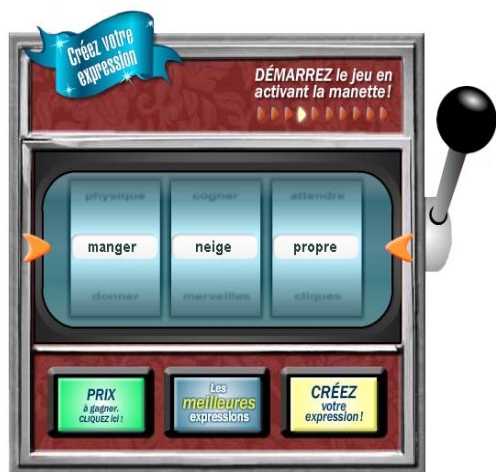 Créez votre
expression
DÉMARREZ le jeu en
activant la manette!
physique cogner attendre
manger neige propre
donner merveilles cliques
PRIX
à gagner.
CLIQUEZ ici !
Les
meilleures
expressions
CRÉEZ
votre
expression!